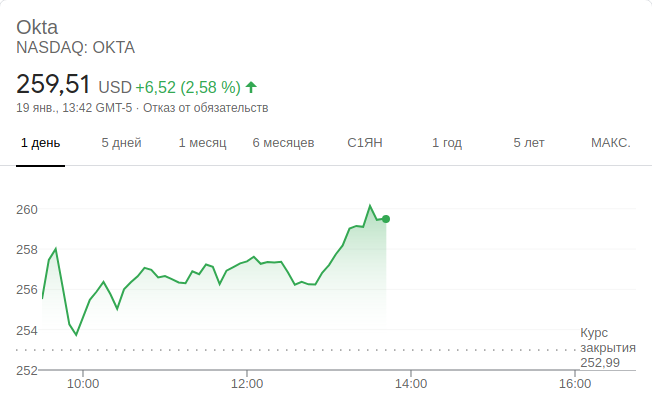 Okta
NASDAQ: OKTA
259,51 USD +6,52 (2,58 %)
19 янв., 13:42 GMT-5 · Отказ от обязательств
1 день 5 дней 1 месяц 6 месяцев С1ЯН 1 год 5 лет МАКС.
260
258
256
254
Курс
закрытия
252,99
252
10:00 12:00 14:00 16:00